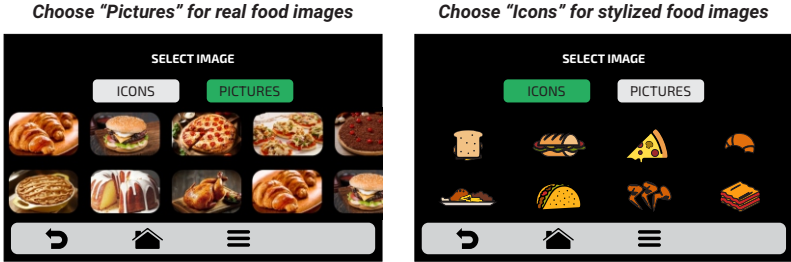 Choose “Pictures” for real food images
SELECT IMAGE
ICONS
PICTURES
Choose “Icons” for stylized food images
SELECT IMAGE
ICONS
PICTURES